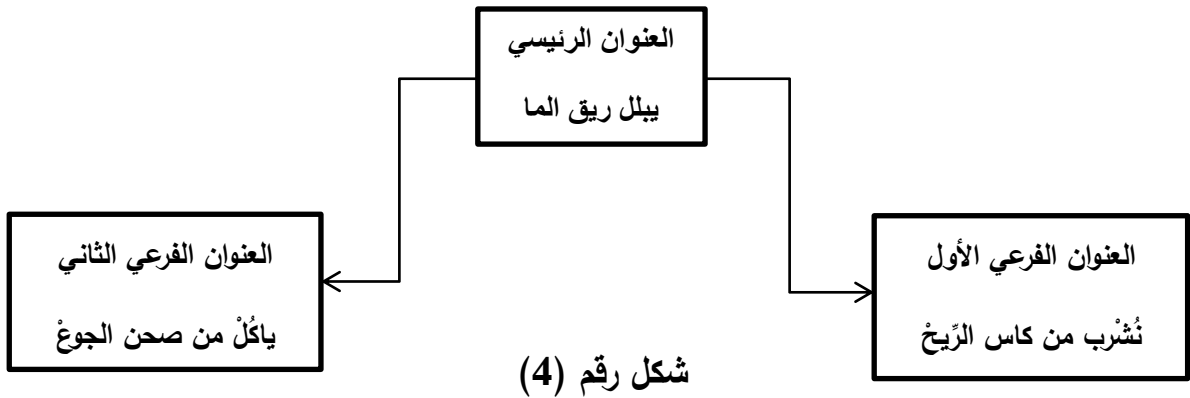 العنوان الرئيسي
يبلل ريق الما
العنوان الفرعي الأول
نُشْرب من كاس الرِّيحْ
العنوان الفرعي الثاني
ياكُلْ من صحن الجوعْ
شكل رقم (4)